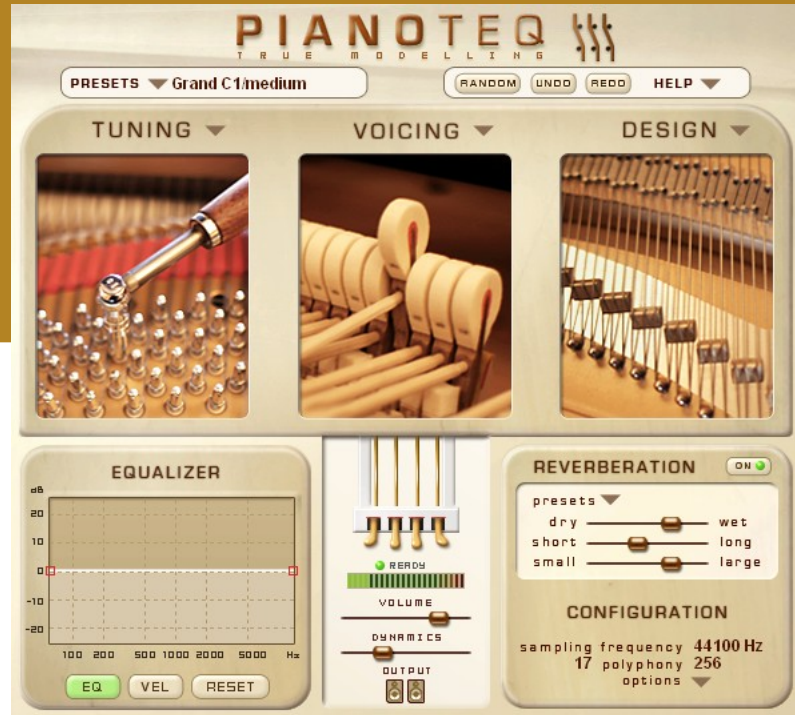 PIANOTEQ
TRUE MODELLING
PRESETS Grand C1/medium
RANDOM UNDO REDO HELP
TUNING VOICING DESIGN
EQUALIZER
dB
20
10
0
-10
-20
100 200 500 1000 2000 5000 Hz
EQ VEL RESET
READY
VOLUME
DYNAMICS
OUTPUT
REVERBERATION ON
presets
dry wet
short long
small large
CONFIGURATION
sampling frequency 44100 Hz
17 polyphony 256
options